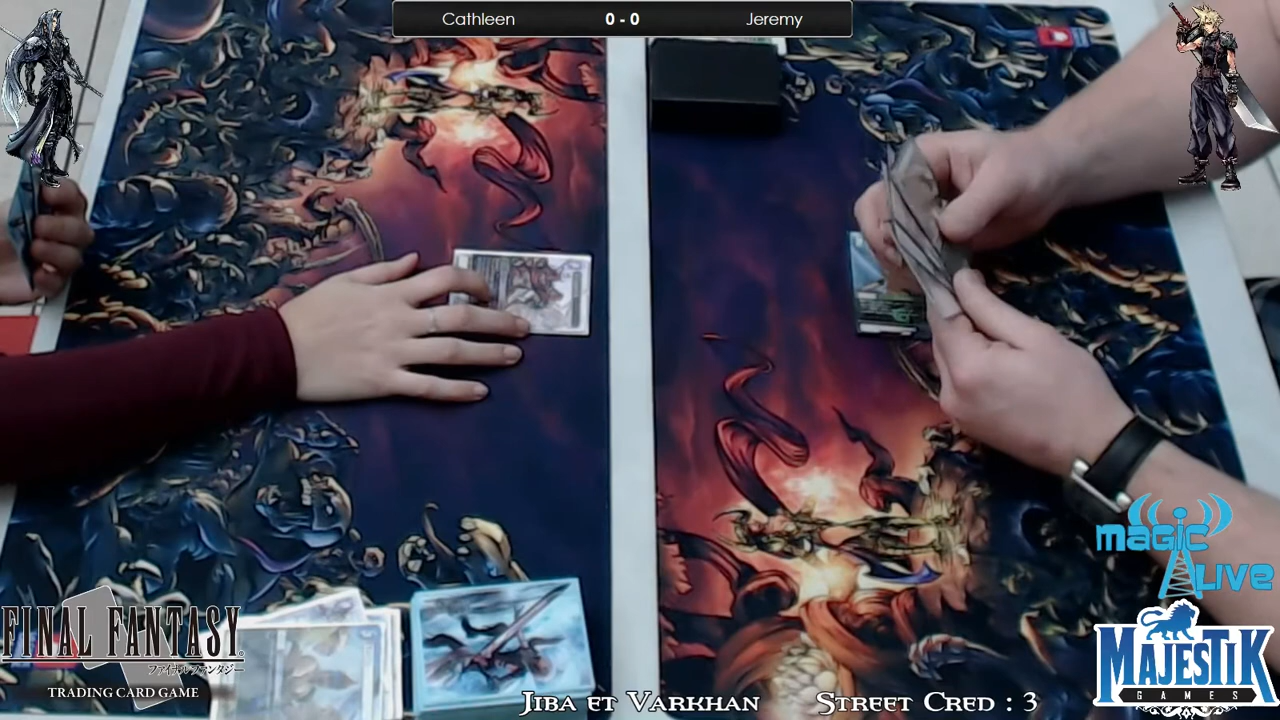 Cathleen 0 - 0 Jeremy
magic
Live
FINAL FANTASY
ファイナルファンタジー
TRADING CARD GAME
MAJESTIK
GAMES
Jiba et Varkhan Street Cred : 3